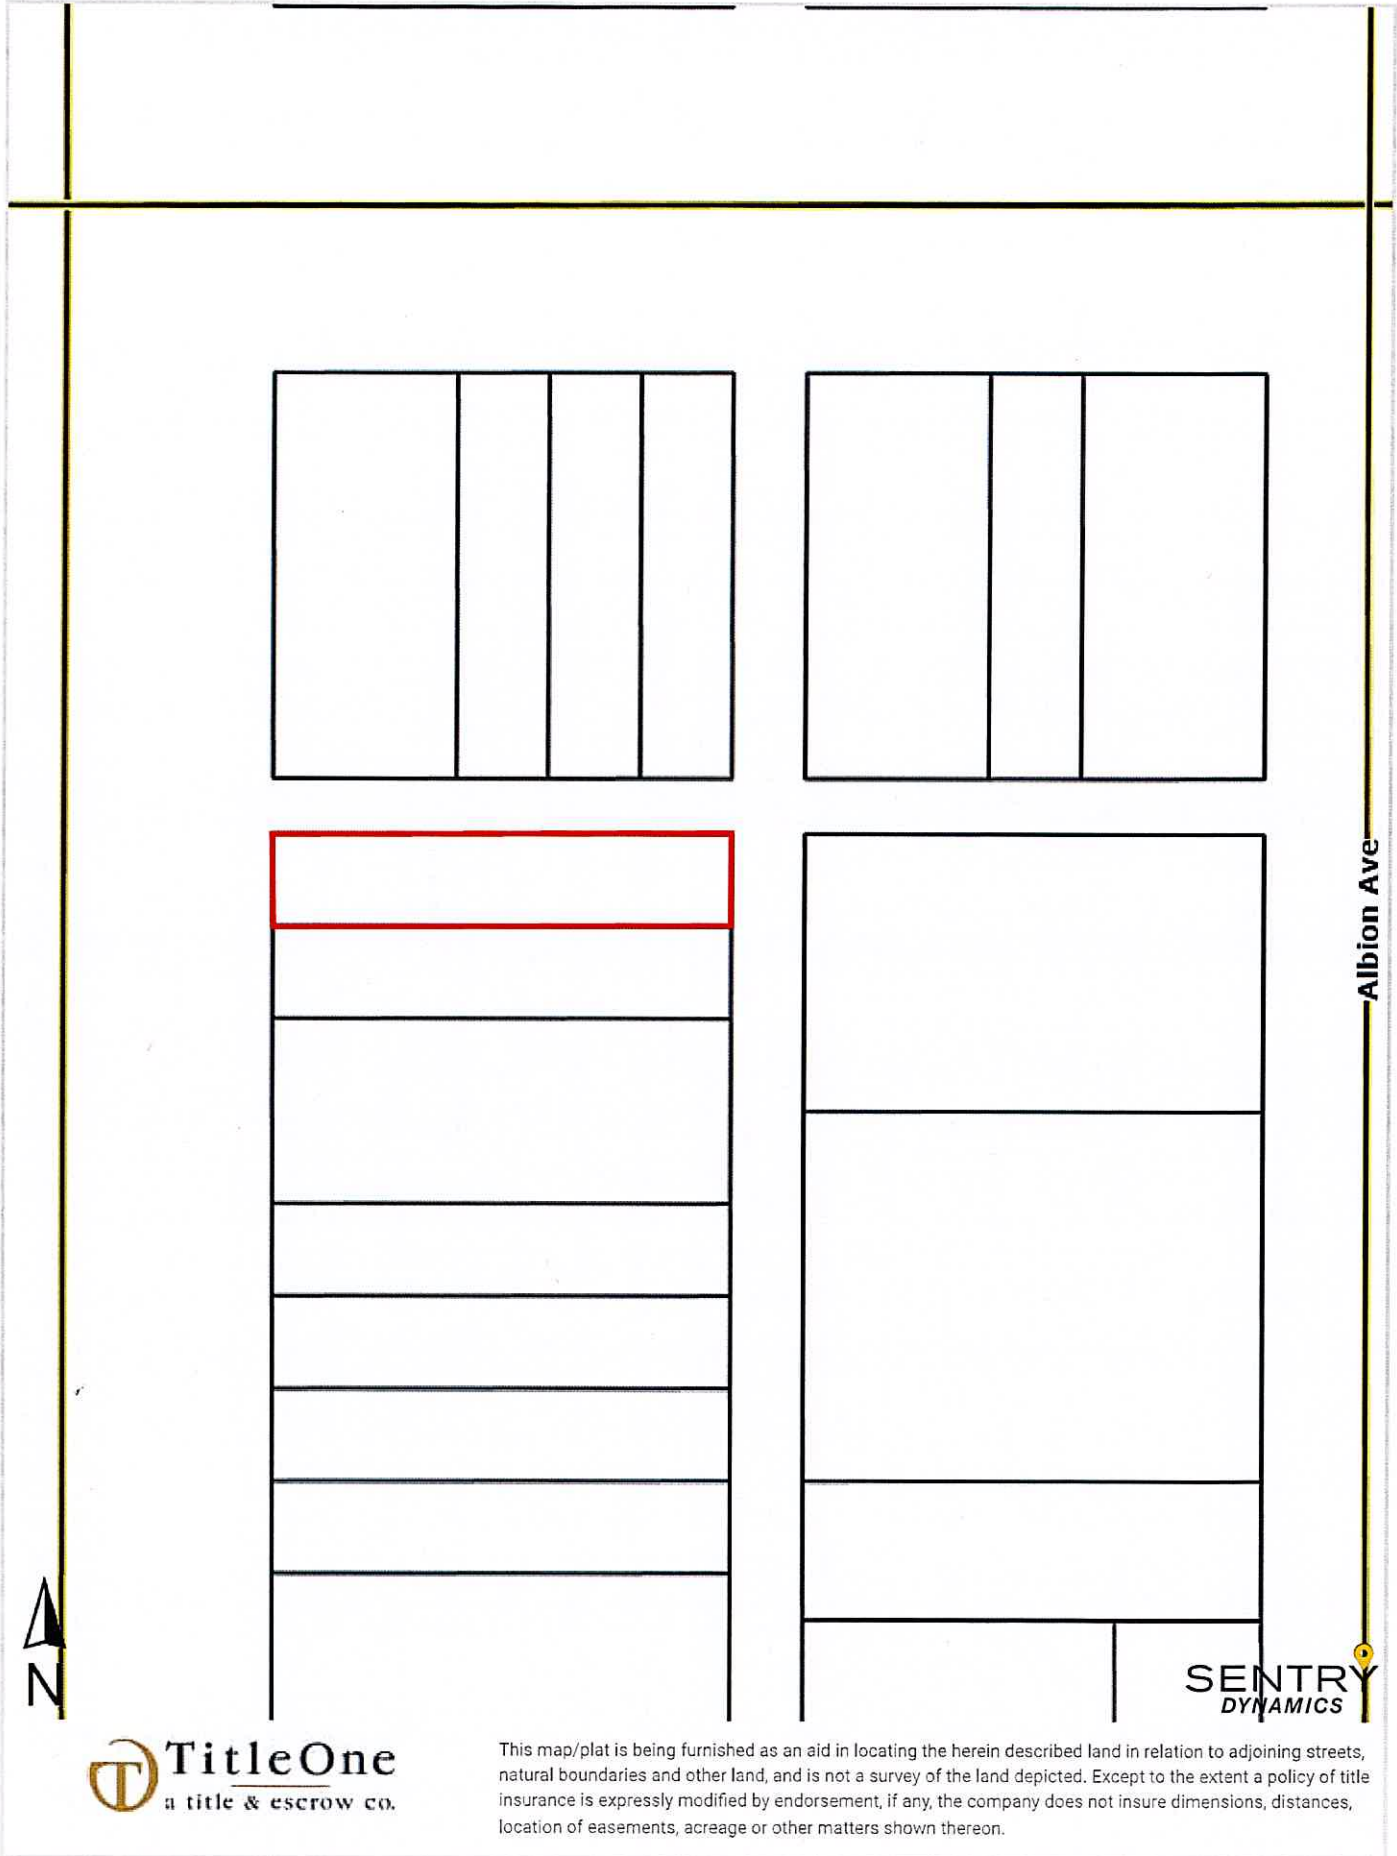 Albion Ave
N
SENTRY
DYNAMICS
TitleOne
a title & escrow co.
This map/plat is being furnished as an aid in locating the herein described land in relation to adjoining streets,
natural boundaries and other land, and is not a survey of the land depicted. Except to the extent a policy of title
insurance is expressly modified by endorsement, if any, the company does not insure dimensions, distances,
location of easements, acreage or other matters shown thereon.